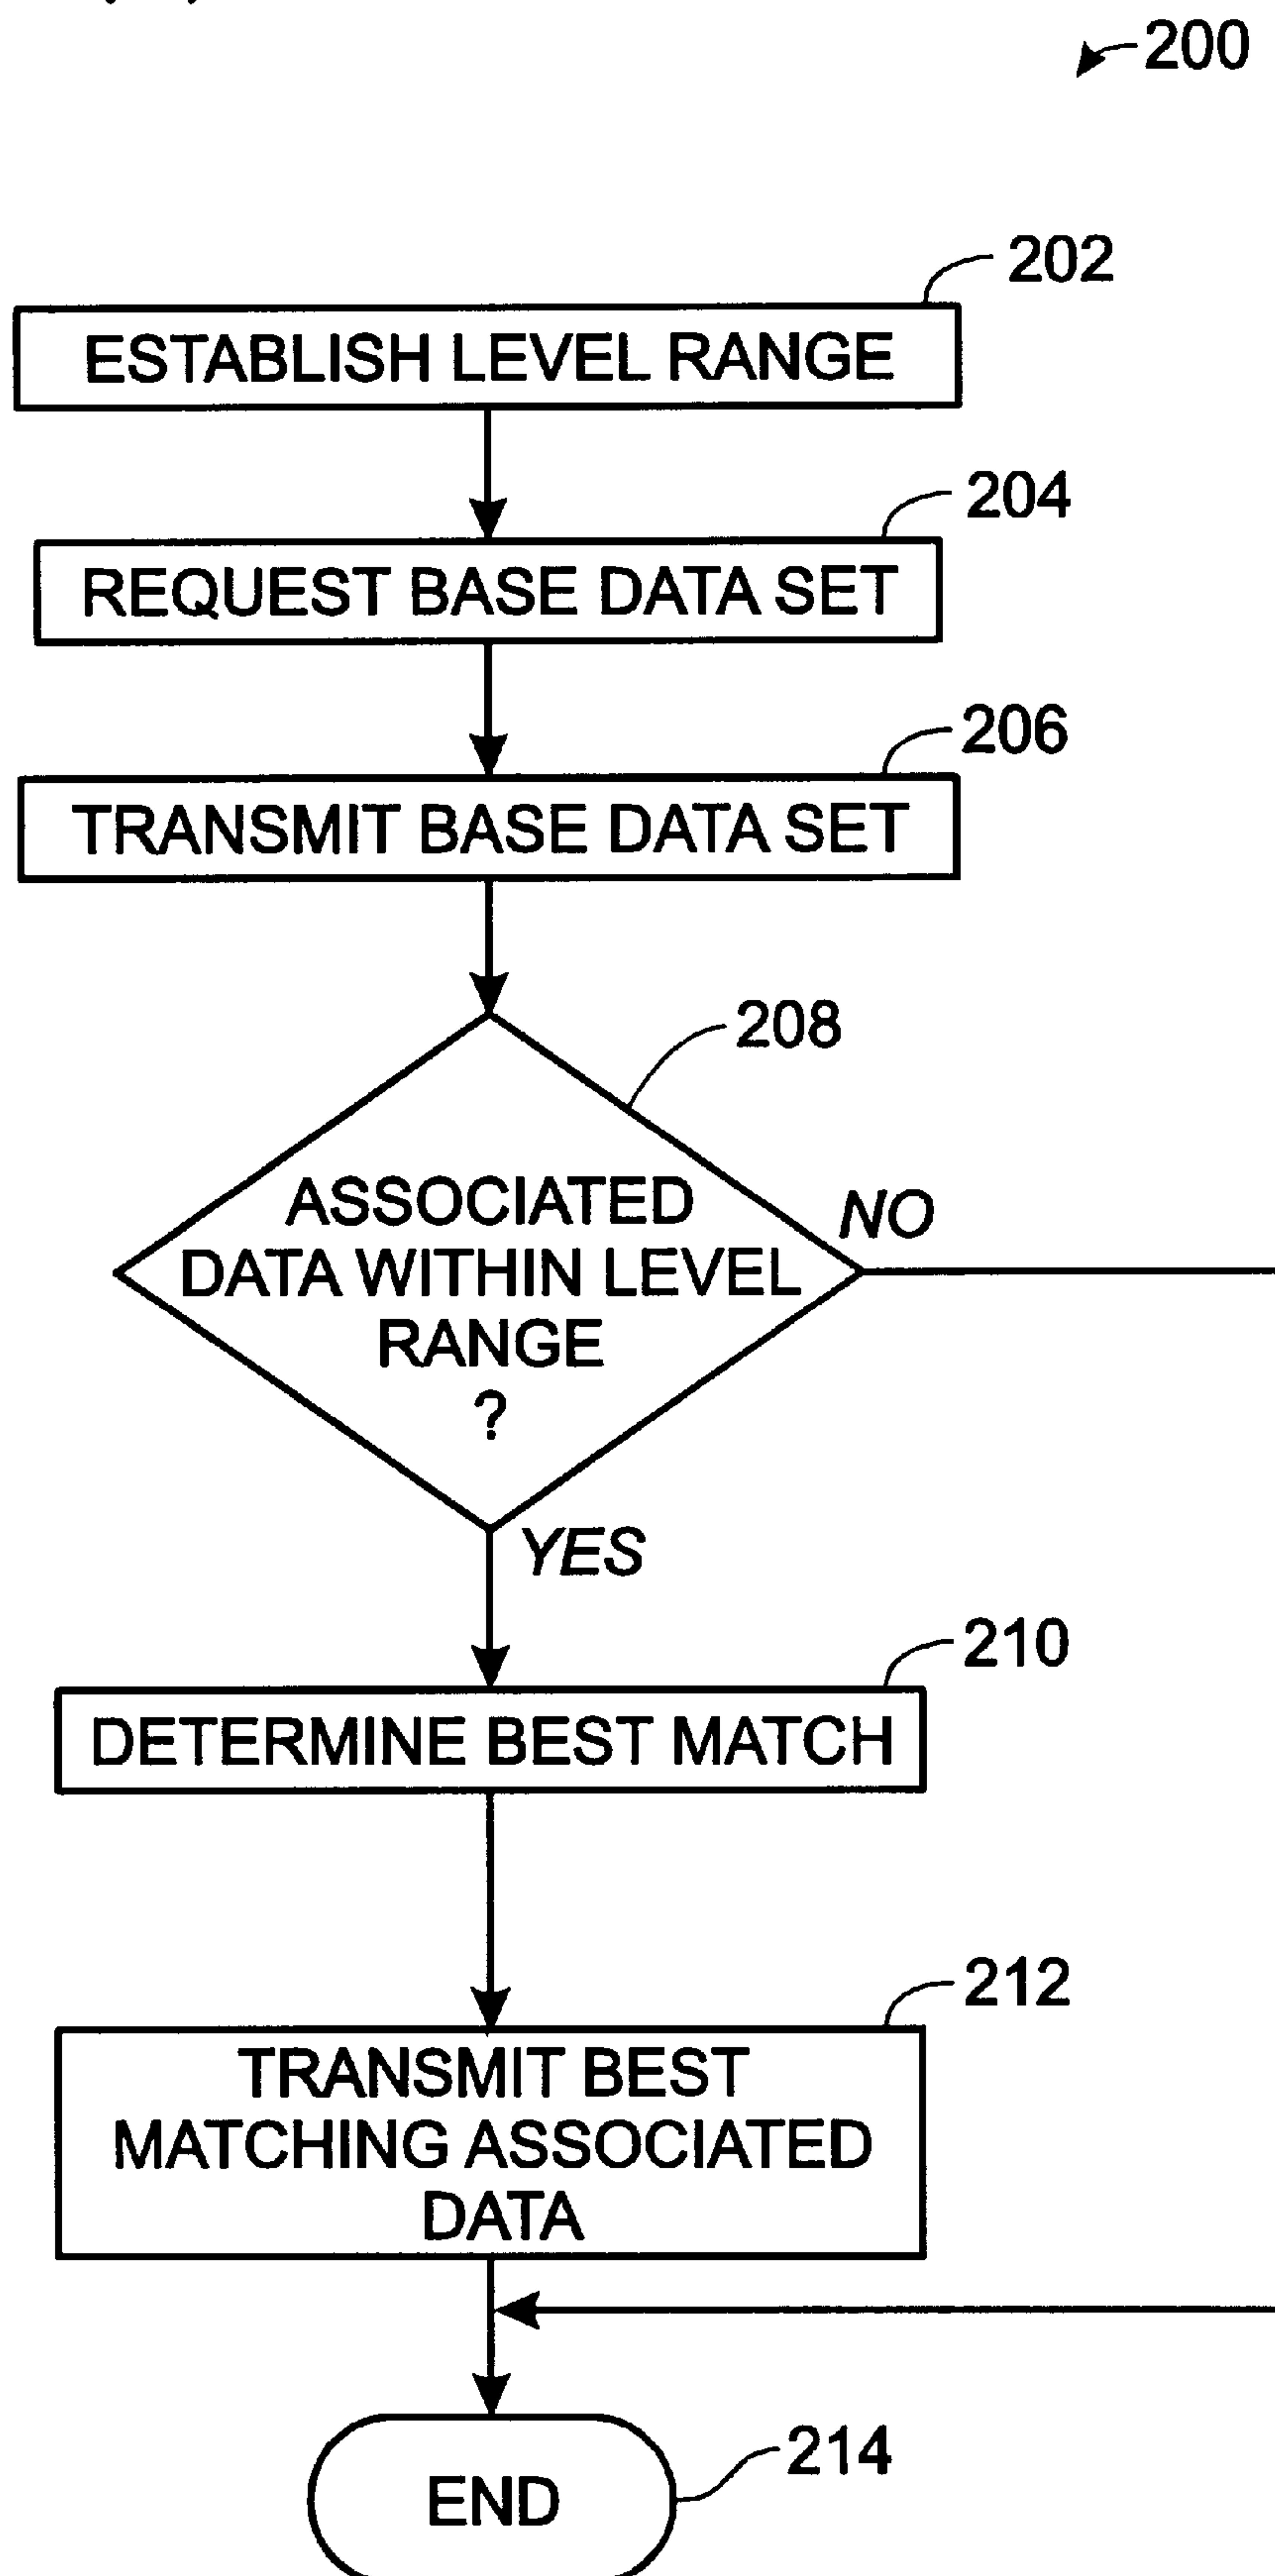 200
202
ESTABLISH LEVEL RANGE
204
REQUEST BASE DATA SET
206
TRANSMIT BASE DATA SET
208
ASSOCIATED
DATA WITHIN LEVEL
RANGE
?
NO
YES
210
DETERMINE BEST MATCH
212
TRANSMIT BEST
MATCHING ASSOCIATED
DATA
214
END